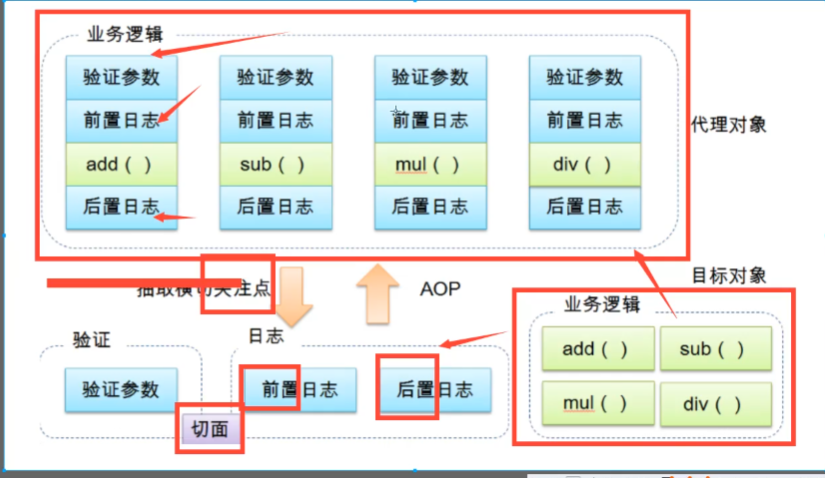 业务逻辑
验证参数
验证参数
验证参数
验证参数
前置日志
前置日志
前置日志
前置日志
代理对象
add ( )
sub ( )
mul ( )
div ( )
后置日志
后置日志
后置日志
后置日志
抽取横切关注点
AOP
目标对象
业务逻辑
add ( )
sub ( )
mul ( )
div ( )
验证
日志
验证参数
前置日志
后置日志
切面